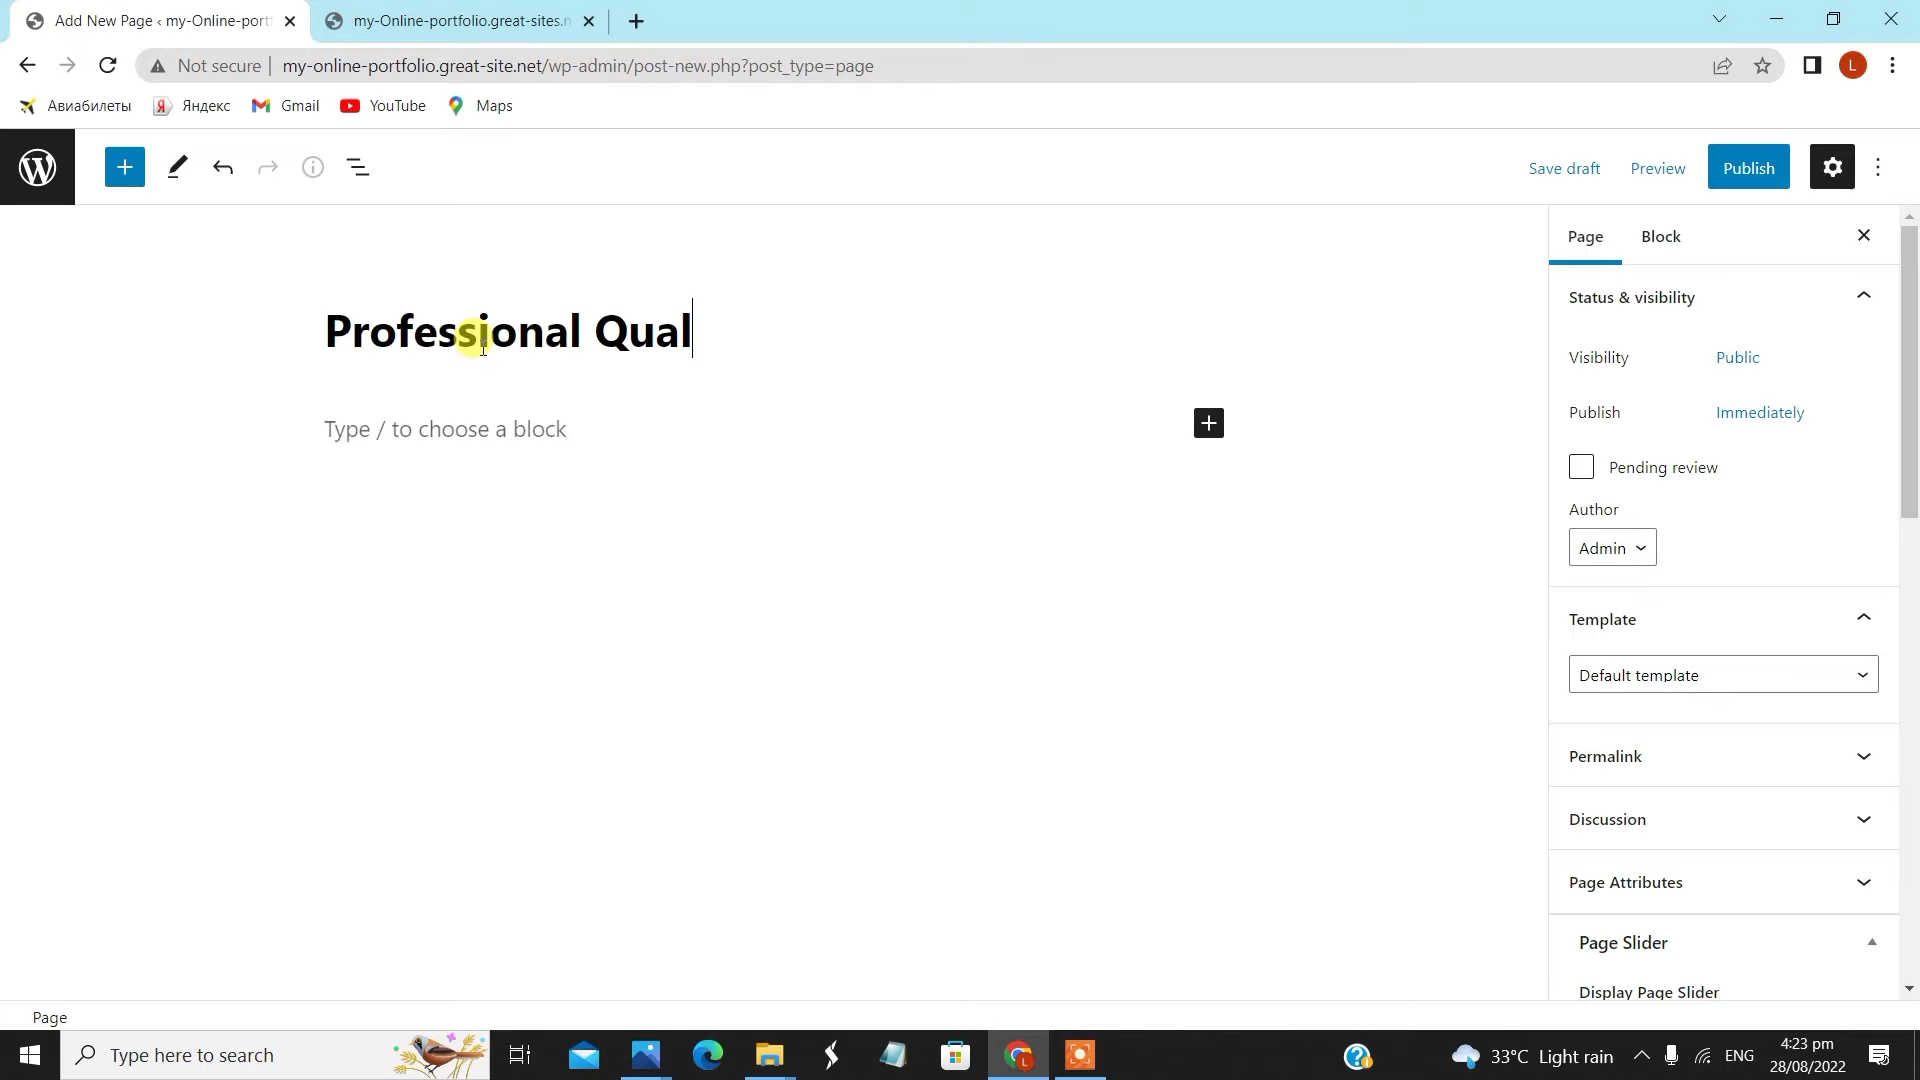 Add New Page ‹ my-Online-port
my-Online-portfolio.great-sites.n
Not secure
my-online-portfolio.great-site.net/wp-admin/post-new.php?post_type=page
L
Авиабилеты
Яндекс
Gmail
YouTube
Maps
Save draft
Preview
Publish
Professional Qual
Type / to choose a block
Page
Block
Status & visibility
Visibility
Public
Publish
Immediately
Pending review
Author
Admin
Template
Default template
Permalink
Discussion
Page Attributes
Page Slider
Display Page Slider
Page
Type here to search
33°C Light rain
ENG
4:23 pm
28/08/2022